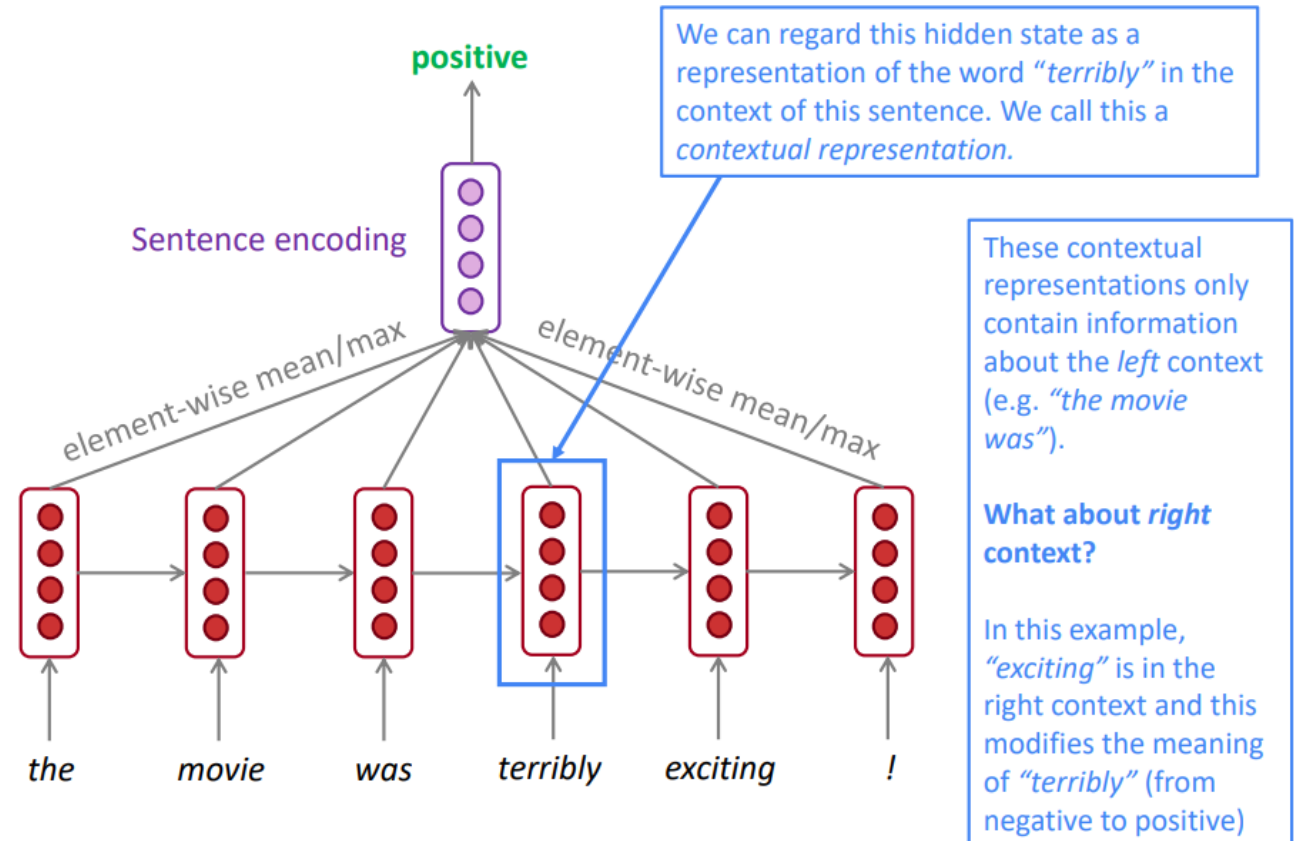 positive
We can regard this hidden state as a
representation of the word “terribly” in the
context of this sentence. We call this a
contextual representation.
Sentence encoding
These contextual
representations only
contain information
about the left context
(e.g. “the movie
was”).
What about right
context?
In this example,
“exciting” is in the
right context and this
modifies the meaning
of “terribly” (from
negative to positive)
element-wise mean/max
element-wise mean/max
the movie was terribly exciting !